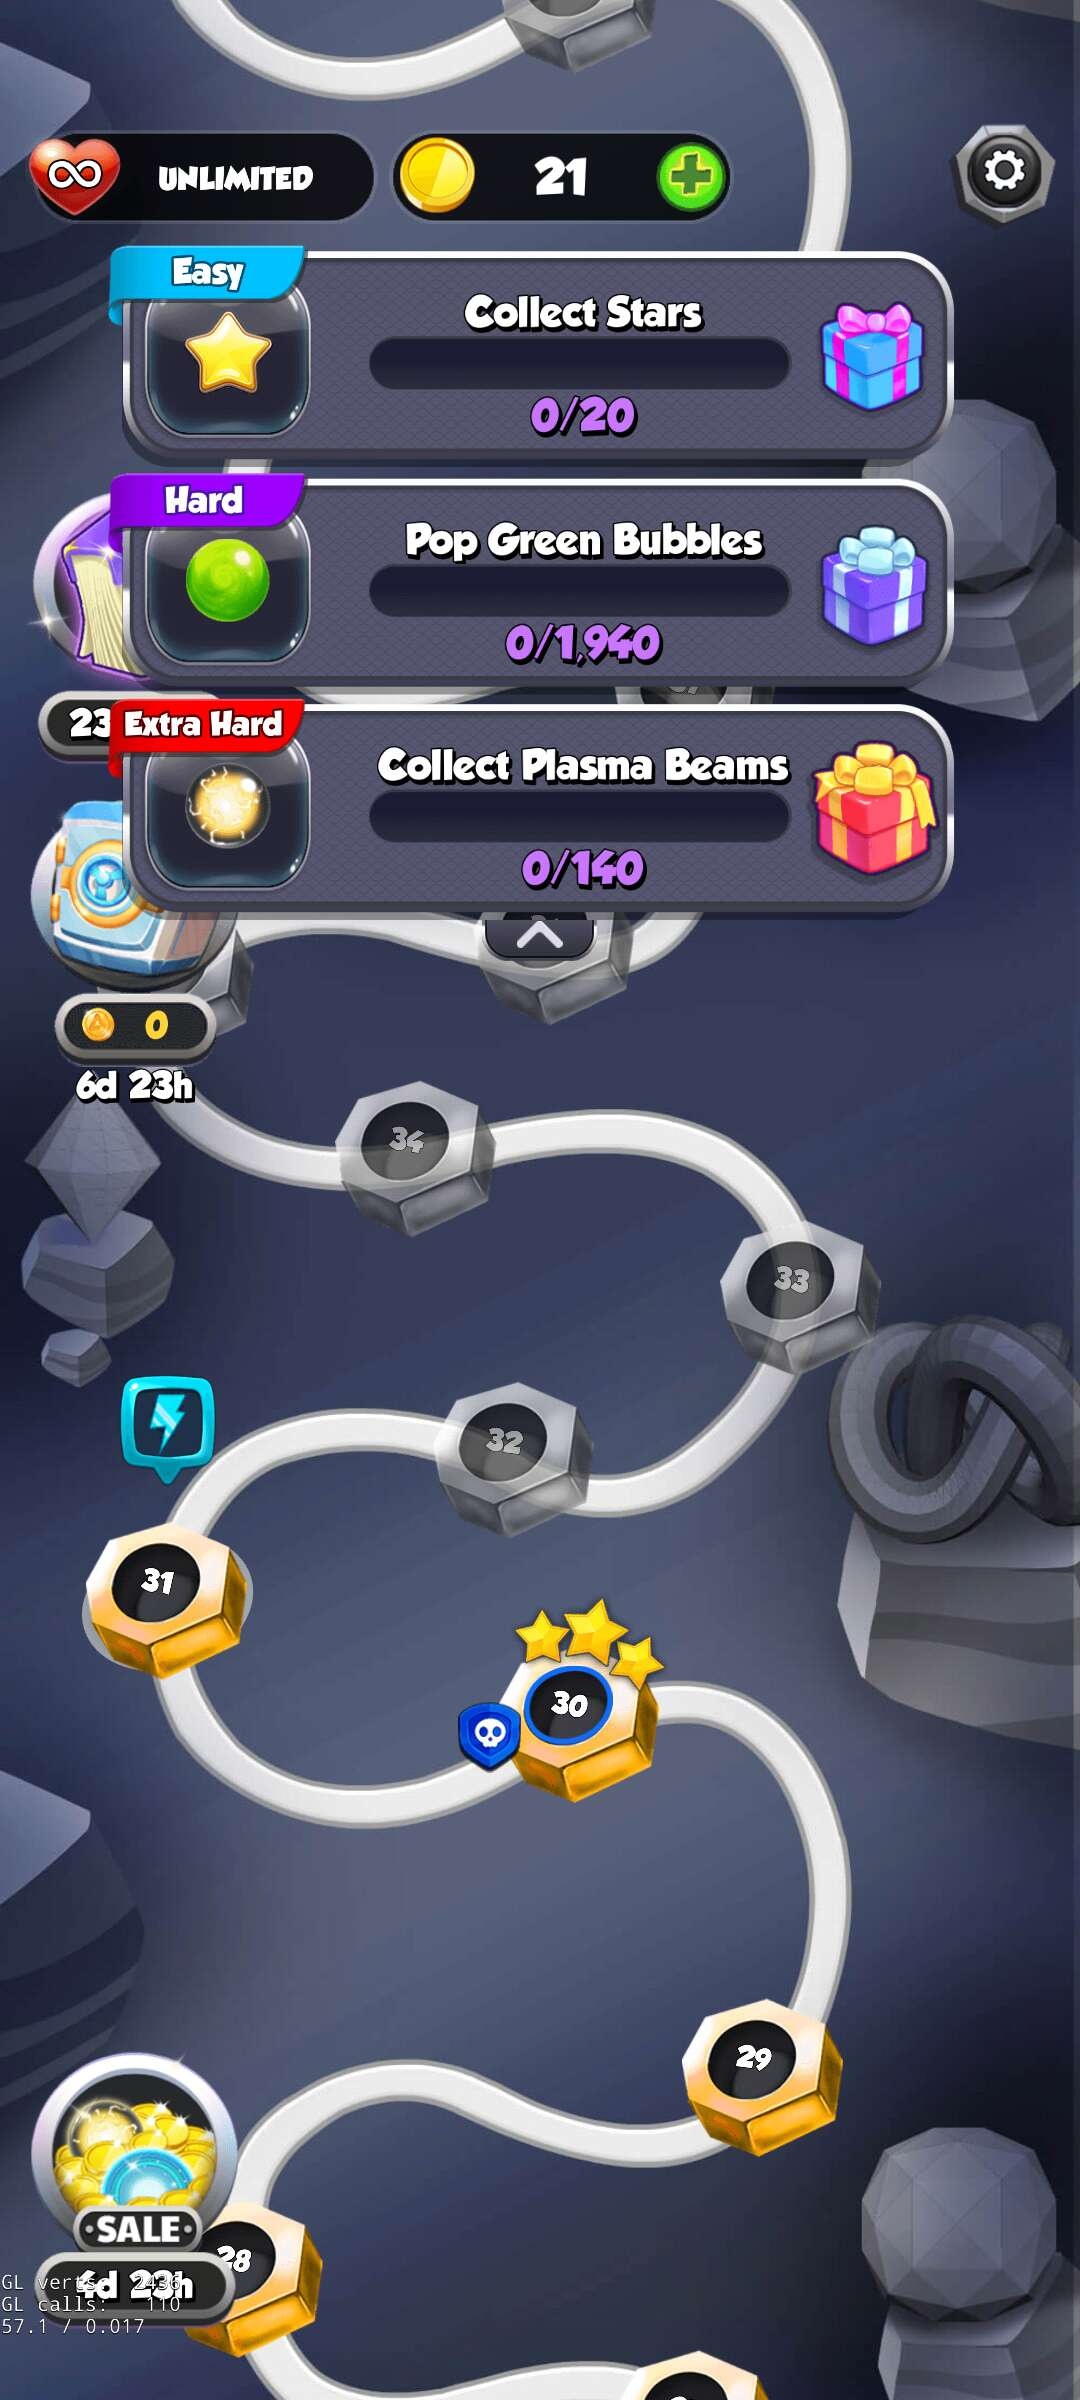 UNLIMITED
21
Easy
Collect Stars
0/20
Hard
Pop Green Bubbles
0/1,940
23
Extra Hard
Collect Plasma Beams
0/140
0
6d 23h
34
33
32
31
30
29
28
SALE
4d 23h
GL verts: 2436
GL calls: 110
57.1 / 0.017